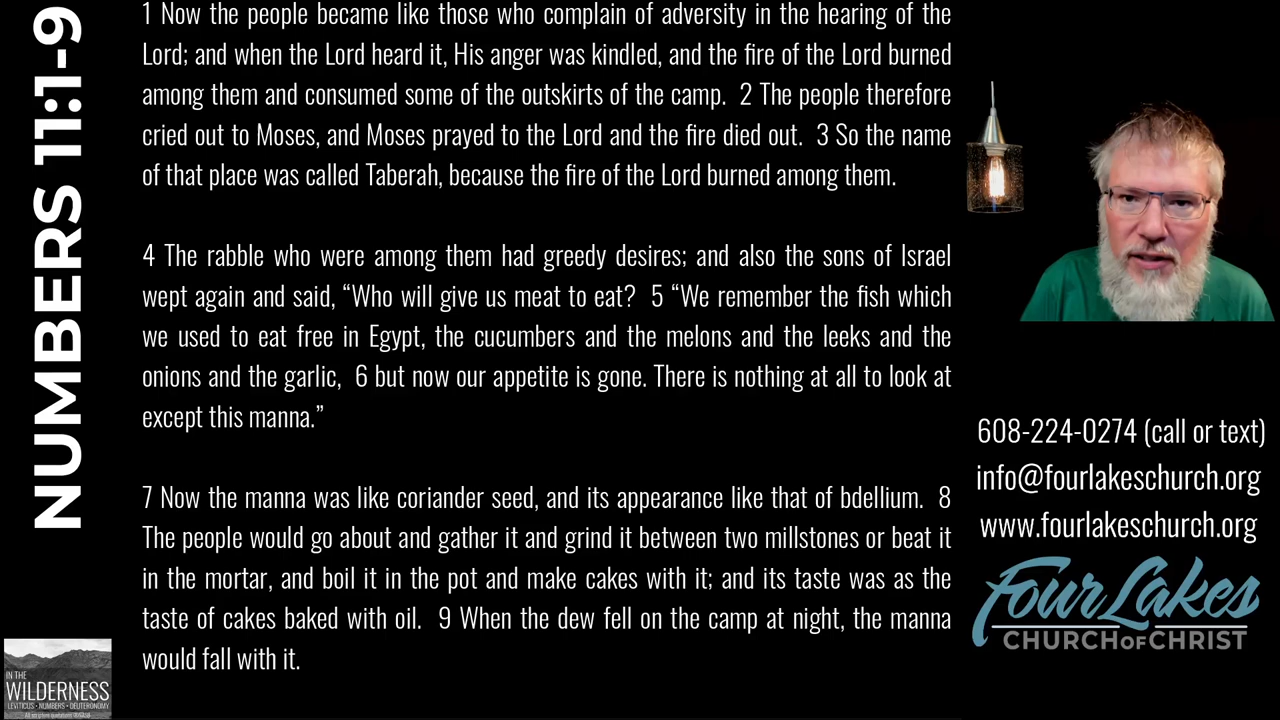 NUMBERS 11:1-9
1 Now the people became like those who complain of adversity in the hearing of the
Lord; and when the Lord heard it, His anger was kindled, and the fire of the Lord burned
among them and consumed some of the outskirts of the camp. 2 The people therefore
cried out to Moses, and Moses prayed to the Lord and the fire died out. 3 So the name
of that place was called Taberah, because the fire of the Lord burned among them.
4 The rabble who were among them had greedy desires; and also the sons of Israel
wept again and said, “Who will give us meat to eat? 5 “We remember the fish which
we used to eat free in Egypt, the cucumbers and the melons and the leeks and the
onions and the garlic, 6 but now our appetite is gone. There is nothing at all to look at
except this manna.”
7 Now the manna was like coriander seed, and its appearance like that of bdellium. 8
The people would go about and gather it and grind it between two millstones or beat it
in the mortar, and boil it in the pot and make cakes with it; and its taste was as the
taste of cakes baked with oil. 9 When the dew fell on the camp at night, the manna
would fall with it.
608-224-0274 (call or text)
info@fourlakeschurch.org
www.fourlakeschurch.org
Four Lakes
CHURCH OF CHRIST
IN THE
WILDERNESS
LEVITICUS • NUMBERS • DEUTERONOMY